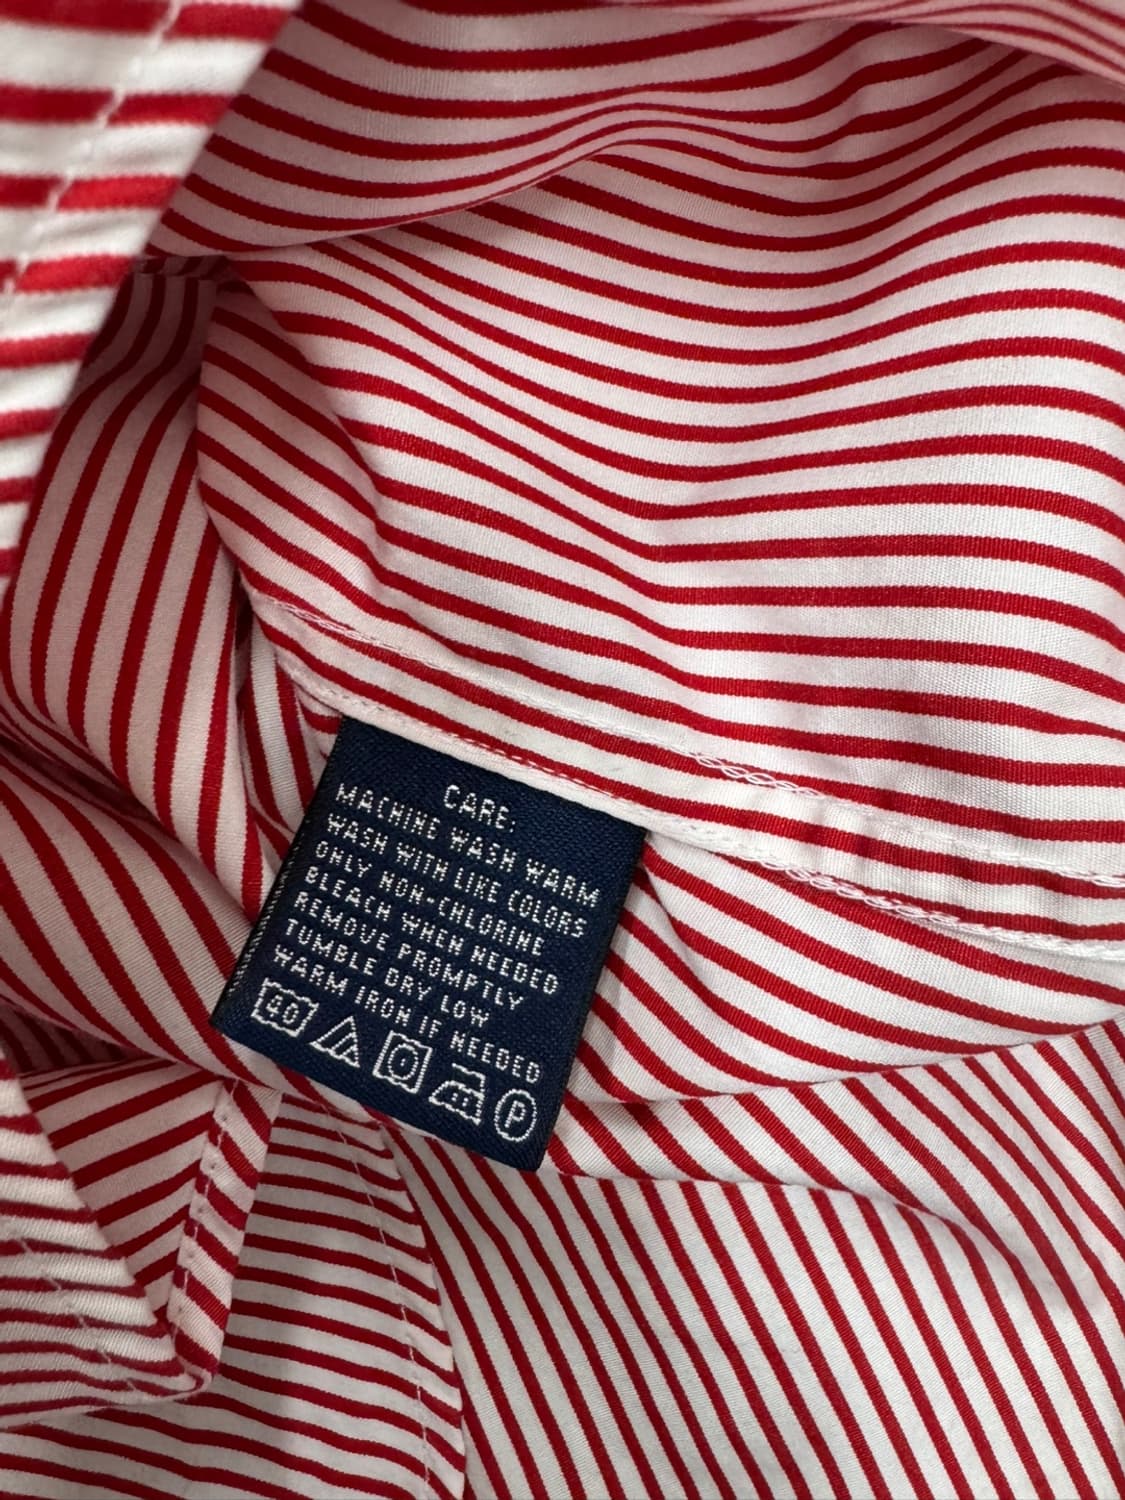 CARE:
MACHINE WASH WARM
WASH WITH LIKE COLORS
ONLY NON-CHLORINE
BLEACH WHEN NEEDED
REMOVE PROMPTLY
TUMBLE DRY LOW
WARM IRON IF NEEDED
40 P